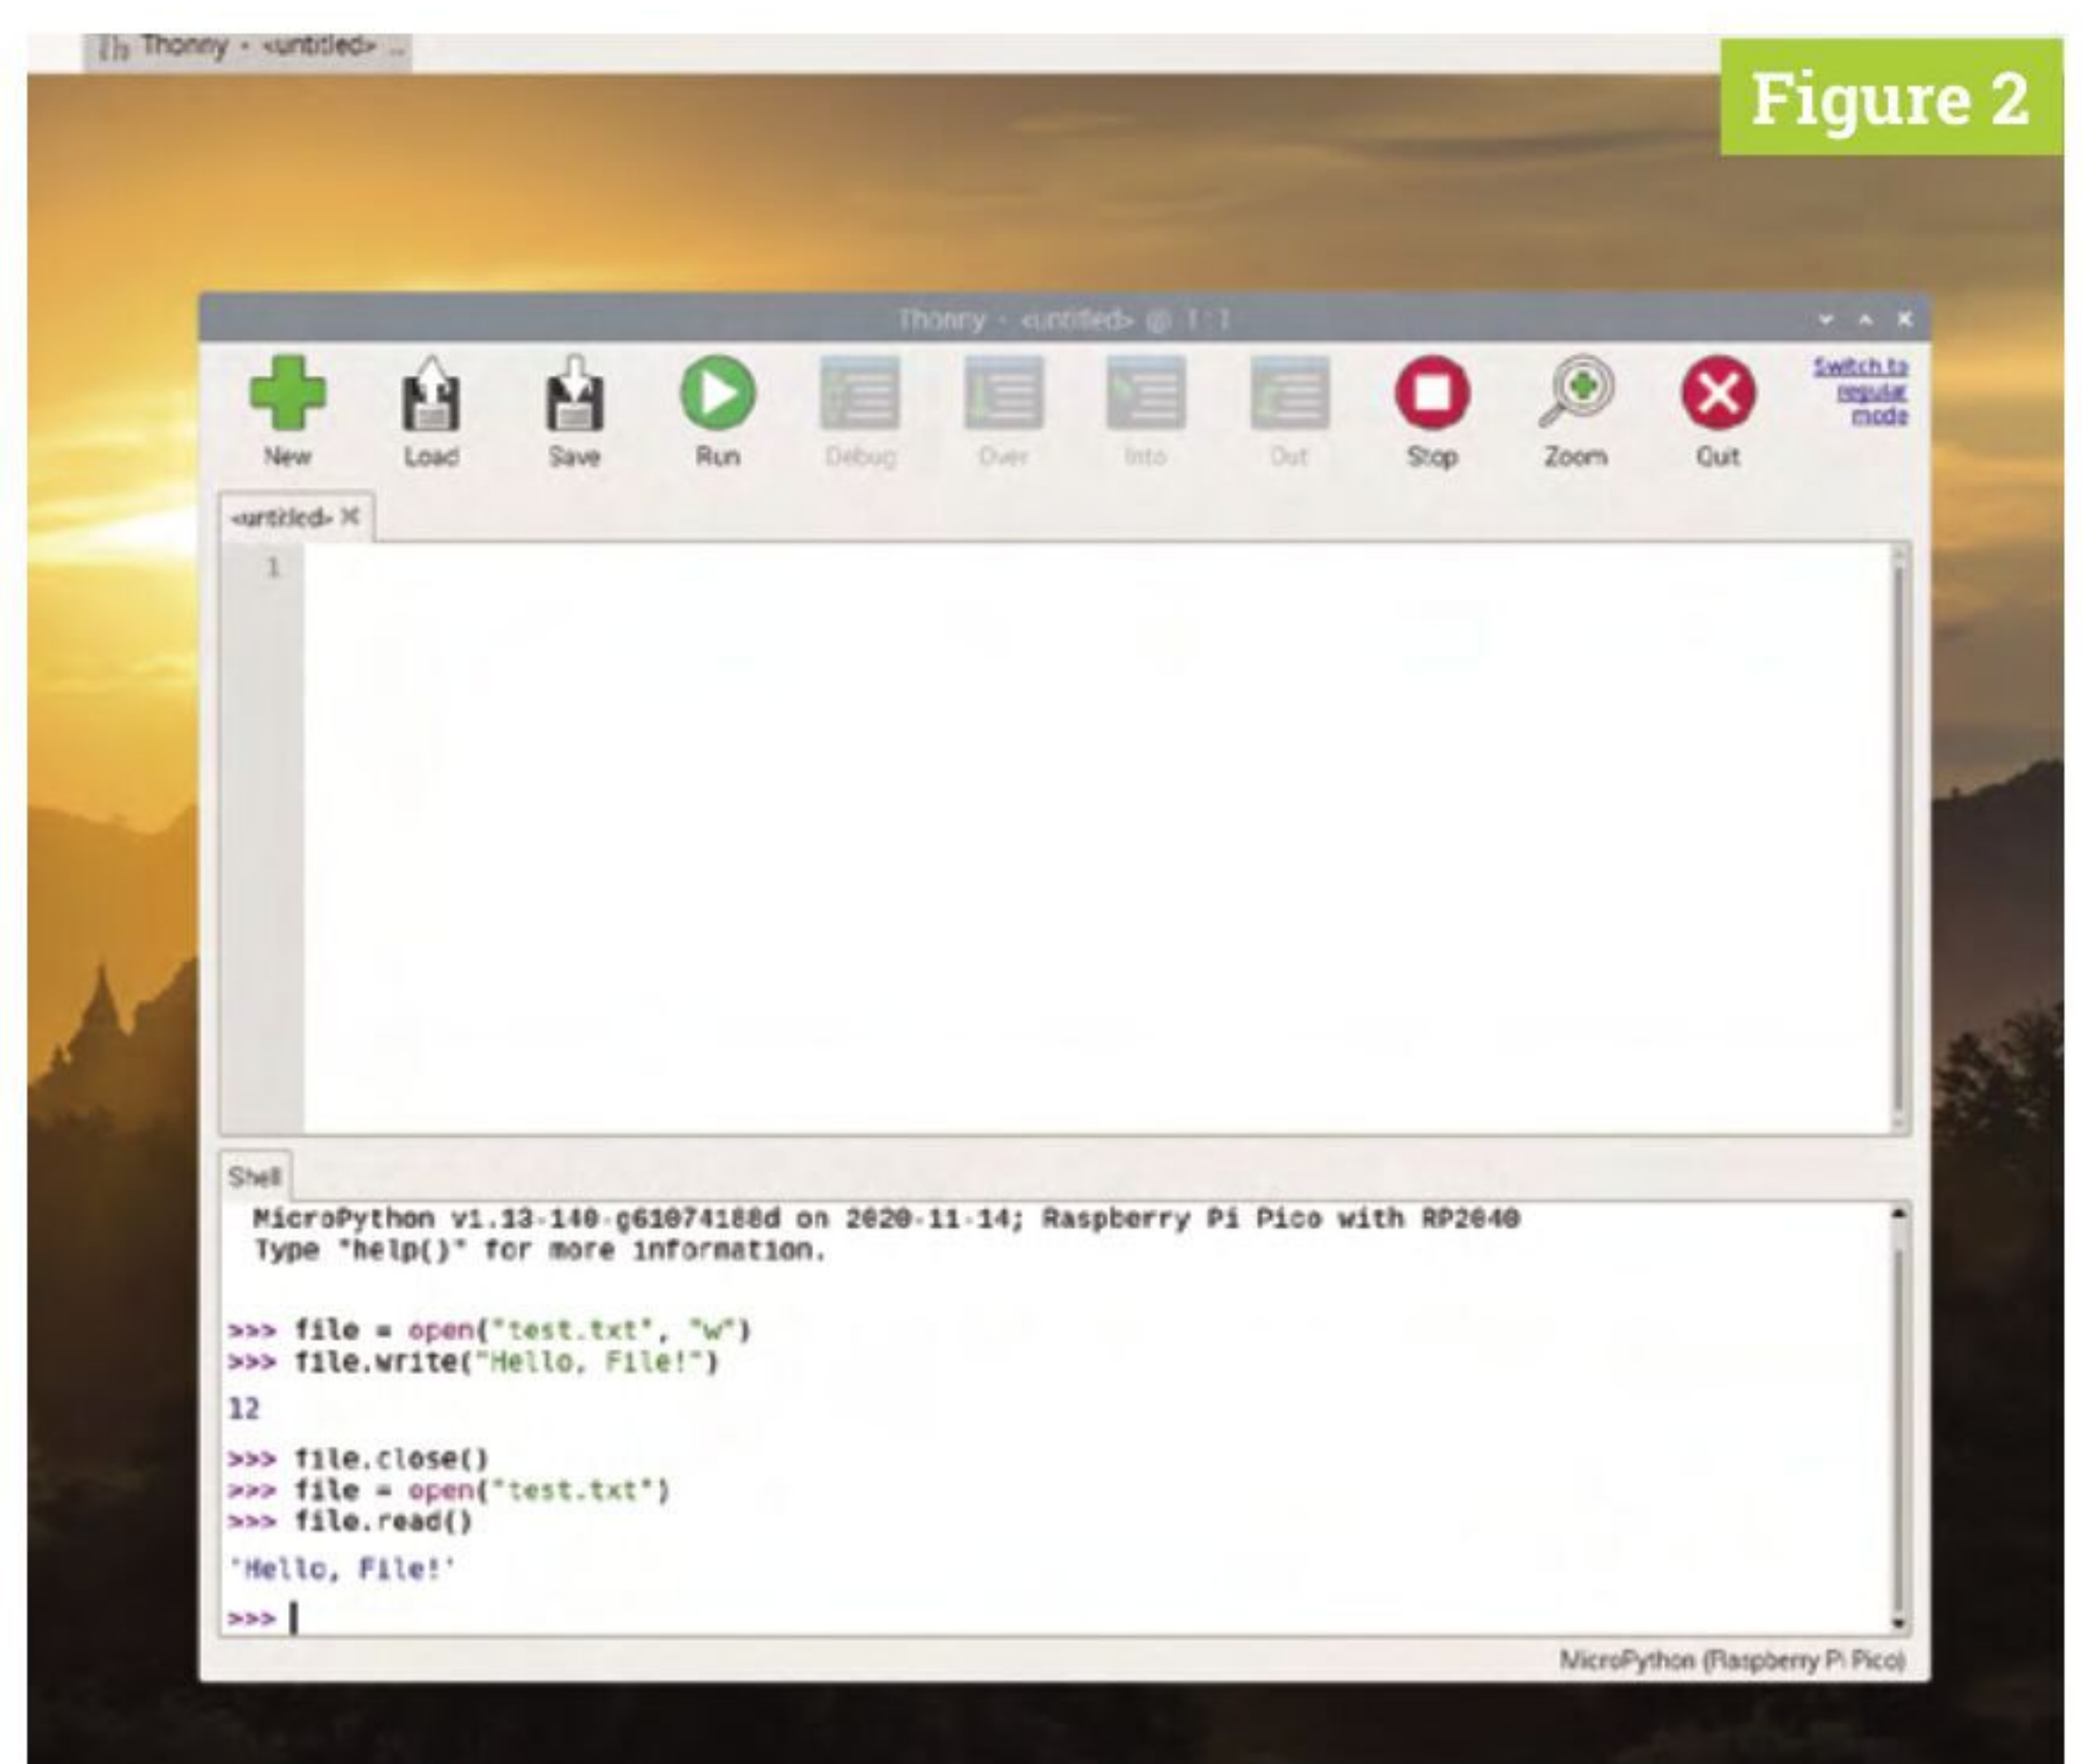 Thonny - <untitled> ...
Figure 2
Thonny - <untitled> @ 1:1
New Load Save Run Debug Over Into Out Stop Zoom Quit
Switch to
regular
mode
<untitled>
1
Shell
MicroPython v1.13-140-g61074188d on 2020-11-14; Raspberry Pi Pico with RP2040
Type "help()" for more information.
>>> file = open("test.txt", "w")
>>> file.write("Hello, File!")
12
>>> file.close()
>>> file = open("test.txt")
>>> file.read()
'Hello, File!'
>>>
MicroPython (Raspberry Pi Pico)